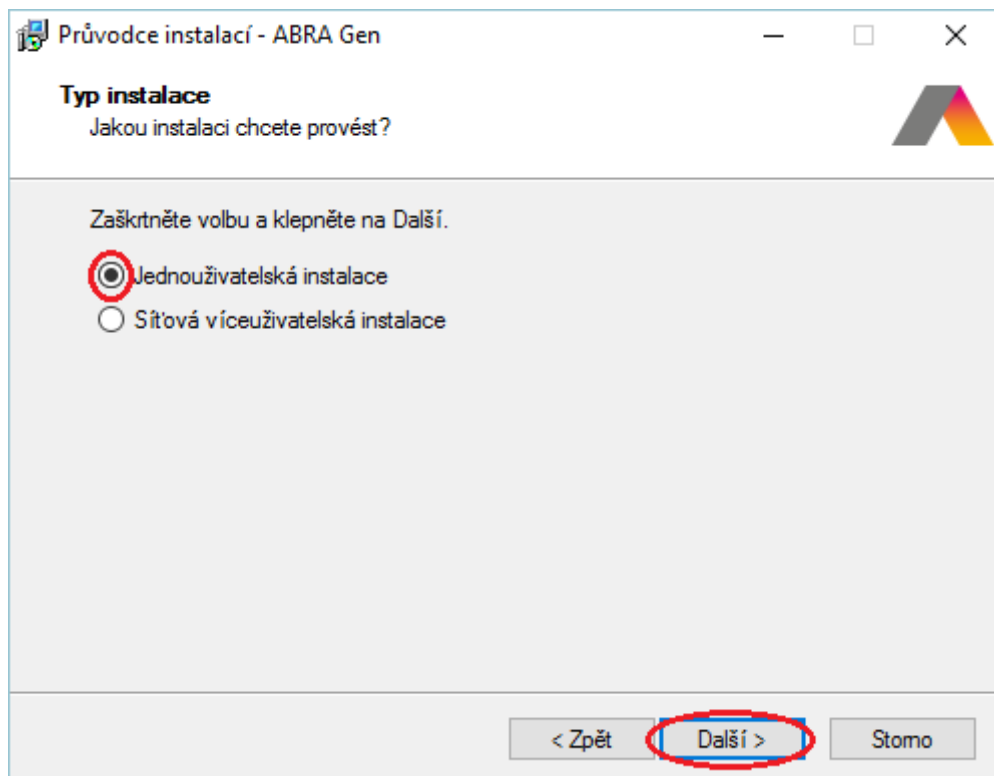 Průvodce instalací - ABRA Gen
Typ instalace
Jakou instalaci chcete provést?
Zaškrtněte volbu a klepněte na Další.
Jednouživatelská instalace
Síťová víceuživatelská instalace
< Zpět
Další >
Storno